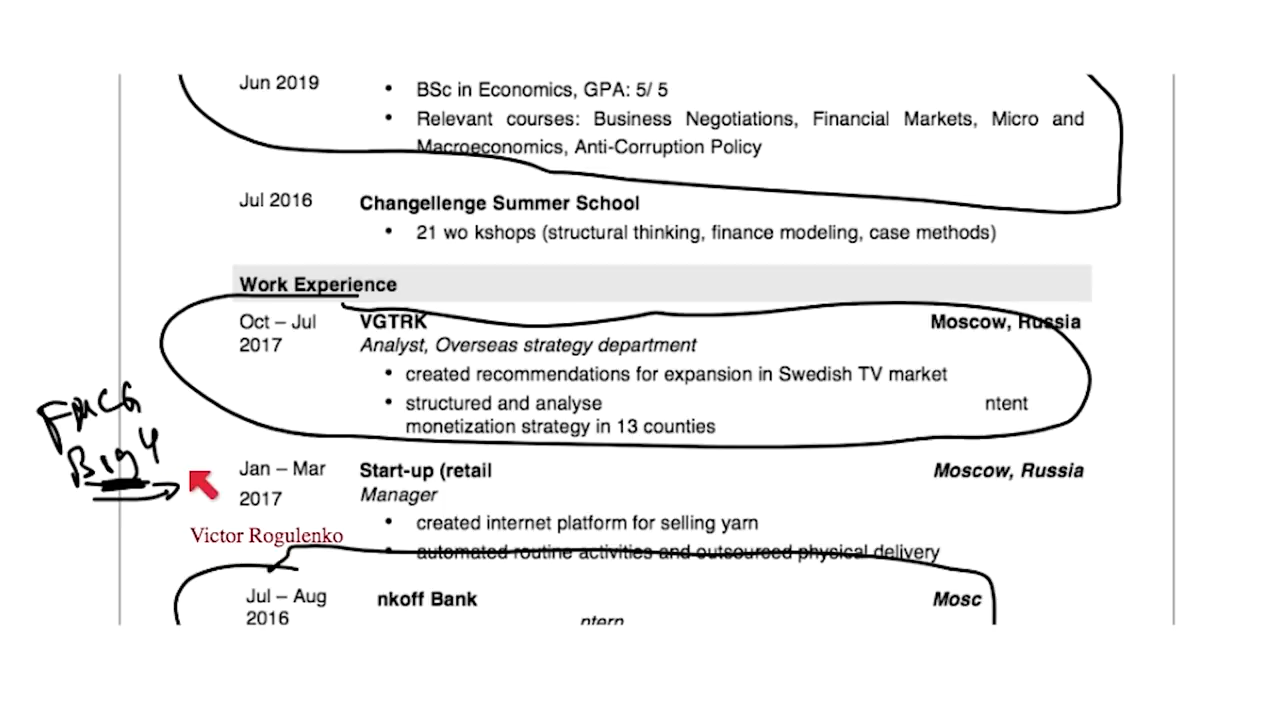 Jun 2019
• BSc in Economics, GPA: 5/ 5
• Relevant courses: Business Negotiations, Financial Markets, Micro and
Macroeconomics, Anti-Corruption Policy
Jul 2016 Changellenge Summer School
• 21 wo kshops (structural thinking, finance modeling, case methods)
Work Experience
Oct – Jul VGTRK Moscow, Russia
2017 Analyst, Overseas strategy department
• created recommendations for expansion in Swedish TV market
• structured and analyse ntent
monetization strategy in 13 counties
FMCG
Big 4
Jan – Mar Start-up (retail Moscow, Russia
2017 Manager
• created internet platform for selling yarn
Victor Rogulenko
• automated routine activities and outsourced physical delivery
Jul – Aug nkoff Bank Mosc
2016 ntern